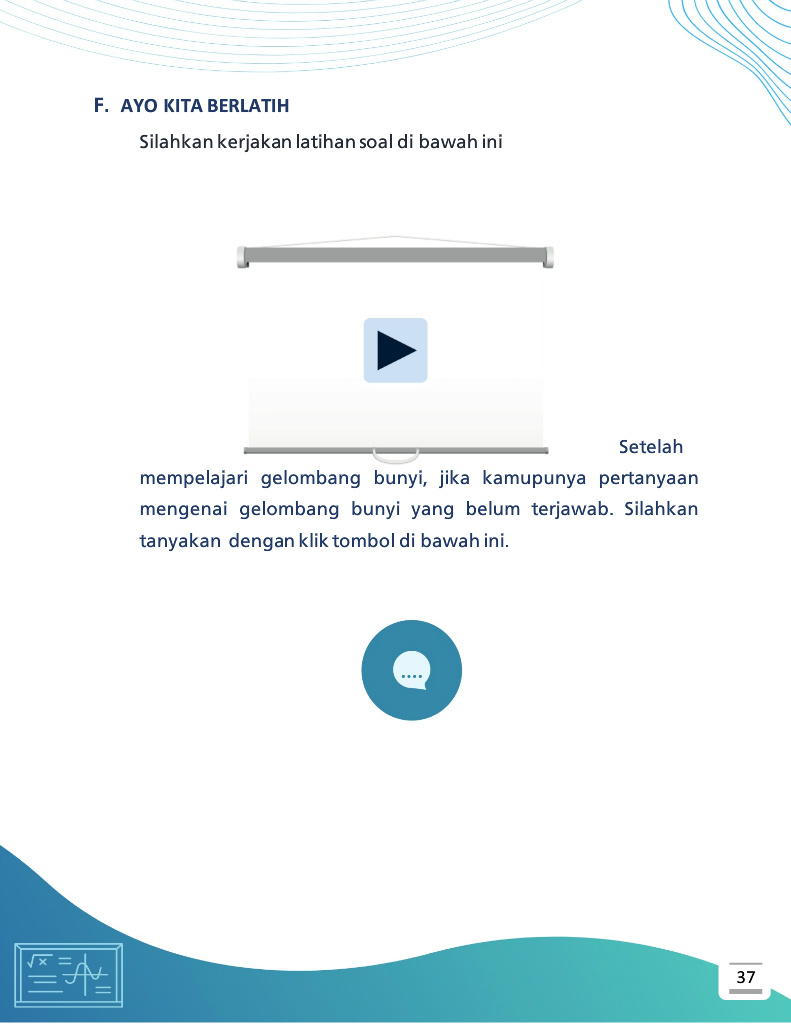 F. AYO KITA BERLATIH
Silahkan kerjakan latihan soal di bawah ini
Setelah
mempelajari gelombang bunyi, jika kamupunya pertanyaan
mengenai gelombang bunyi yang belum terjawab. Silahkan
tanyakan dengan klik tombol di bawah ini.
√x
37